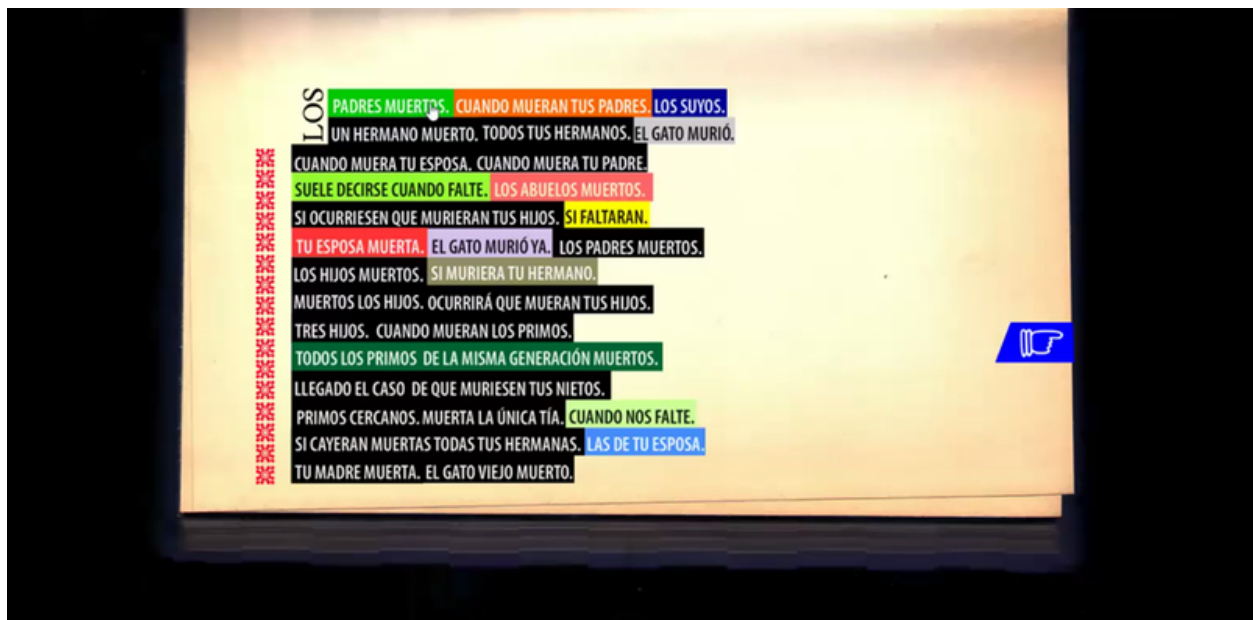 LOS
PADRES MUERTOS. CUANDO MUERAN TUS PADRES. LOS SUYOS.
UN HERMANO MUERTO. TODOS TUS HERMANOS. EL GATO MURIÓ.
CUANDO MUERA TU ESPOSA. CUANDO MUERA TU PADRE.
SUELE DECIRSE CUANDO FALTE. LOS ABUELOS MUERTOS.
SI OCURRIESEN QUE MURIERAN TUS HIJOS. SI FALTARAN.
TU ESPOSA MUERTA. EL GATO MURIÓ YA. LOS PADRES MUERTOS.
LOS HIJOS MUERTOS. SI MURIERA TU HERMANO.
MUERTOS LOS HIJOS. OCURRIRÁ QUE MUERAN TUS HIJOS.
TRES HIJOS. CUANDO MUERAN LOS PRIMOS.
TODOS LOS PRIMOS DE LA MISMA GENERACIÓN MUERTOS.
LLEGADO EL CASO DE QUE MURIESEN TUS NIETOS.
PRIMOS CERCANOS. MUERTA LA ÚNICA TÍA. CUANDO NOS FALTE.
SI CAYERAN MUERTAS TODAS TUS HERMANAS. LAS DE TU ESPOSA.
TU MADRE MUERTA. EL GATO VIEJO MUERTO.